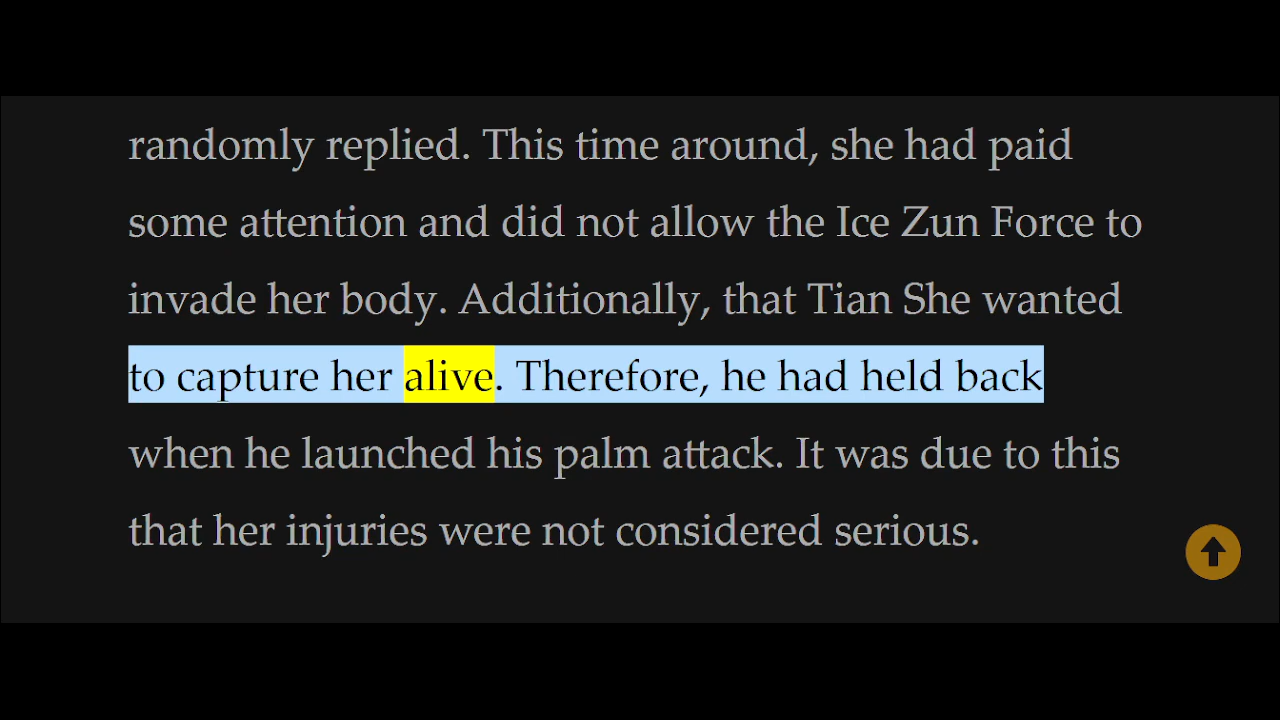 randomly replied. This time around, she had paid
some attention and did not allow the Ice Zun Force to
invade her body. Additionally, that Tian She wanted
to capture her alive. Therefore, he had held back
when he launched his palm attack. It was due to this
that her injuries were not considered serious.